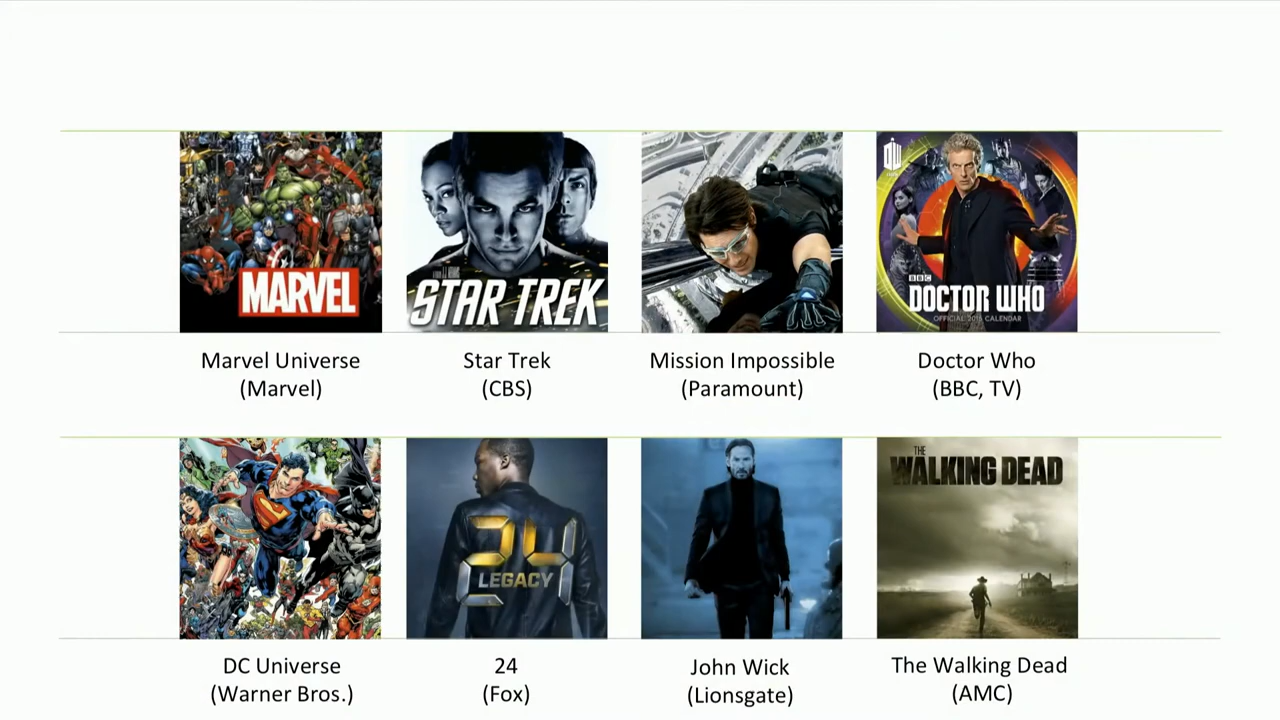 MARVEL
STAR TREK
BBC
DOCTOR WHO
OFFICIAL 2016 CALENDAR
Marvel Universe
(Marvel)
Star Trek
(CBS)
Mission Impossible
(Paramount)
Doctor Who
(BBC, TV)
24
LEGACY
THE
WALKING DEAD
DC Universe
(Warner Bros.)
24
(Fox)
John Wick
(Lionsgate)
The Walking Dead
(AMC)